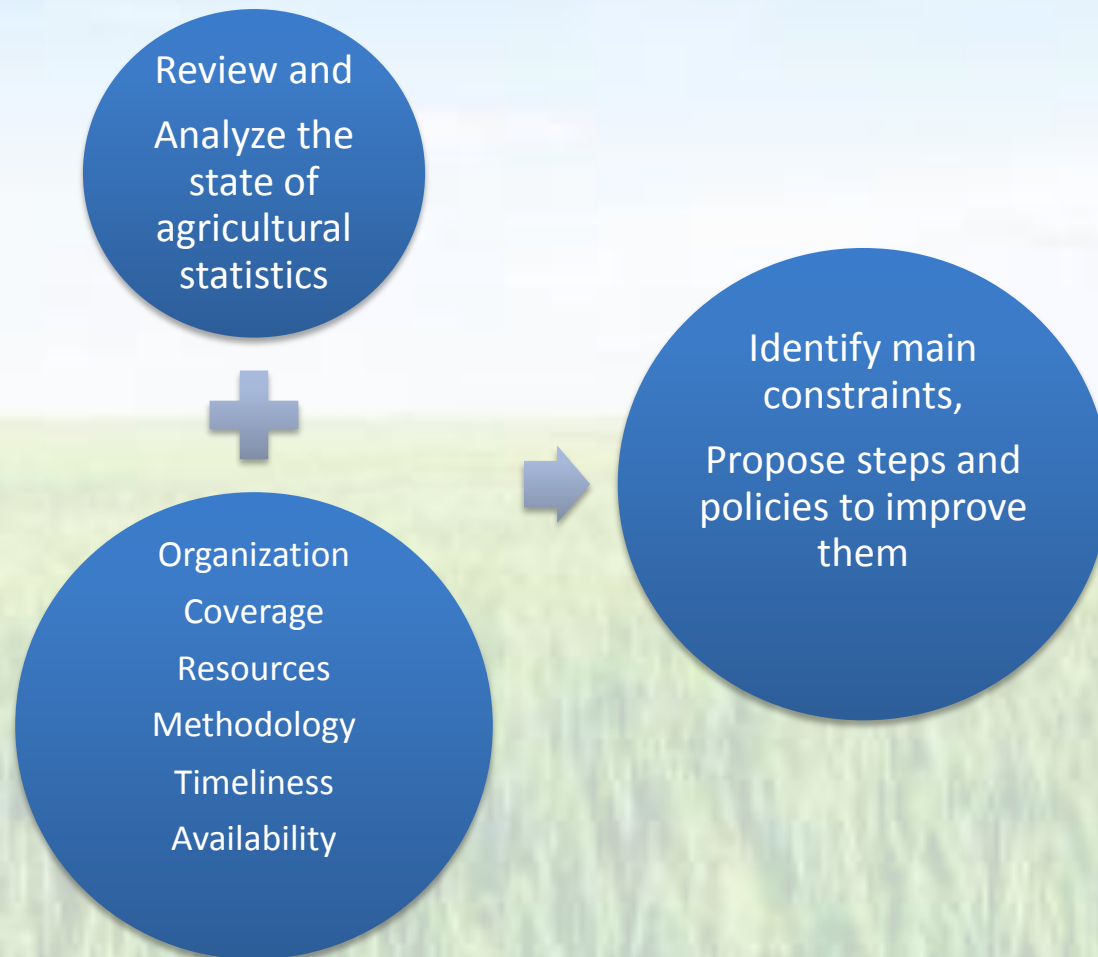 Review and
Analyze the
state of
agricultural
statistics
Organization
Coverage
Resources
Methodology
Timeliness
Availability
Identify main
constraints,
Propose steps and
policies to improve
them